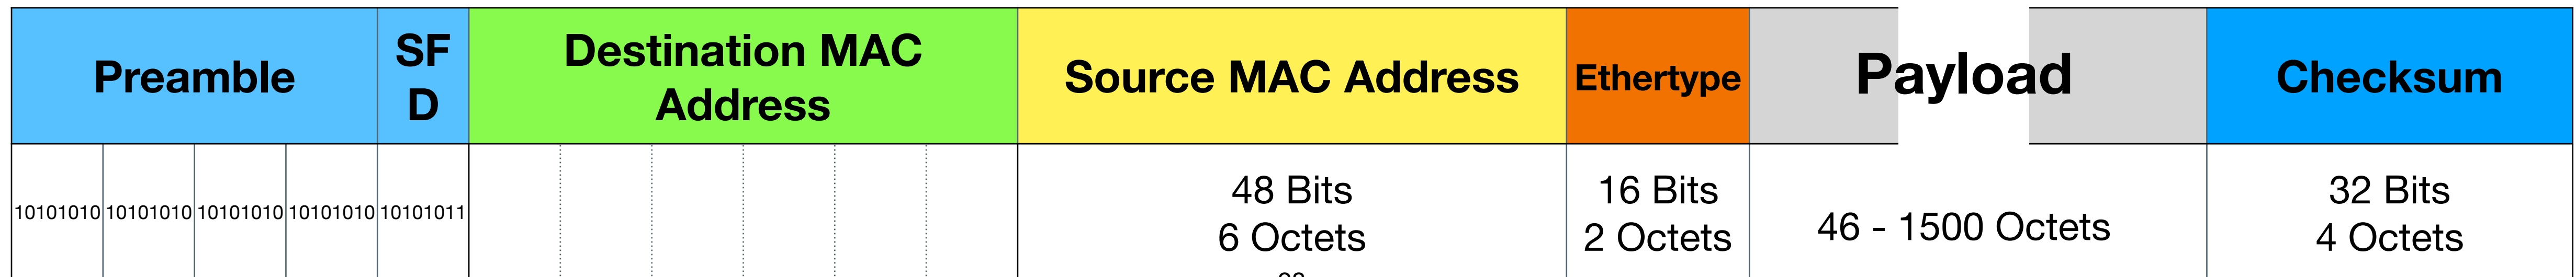 Preamble
SF
D
Destination MAC
Address
Source MAC Address
Ethertype
Payload
Checksum
10101010 10101010 10101010 10101010 10101011
48 Bits
6 Octets
16 Bits
2 Octets
46 - 1500 Octets
32 Bits
4 Octets